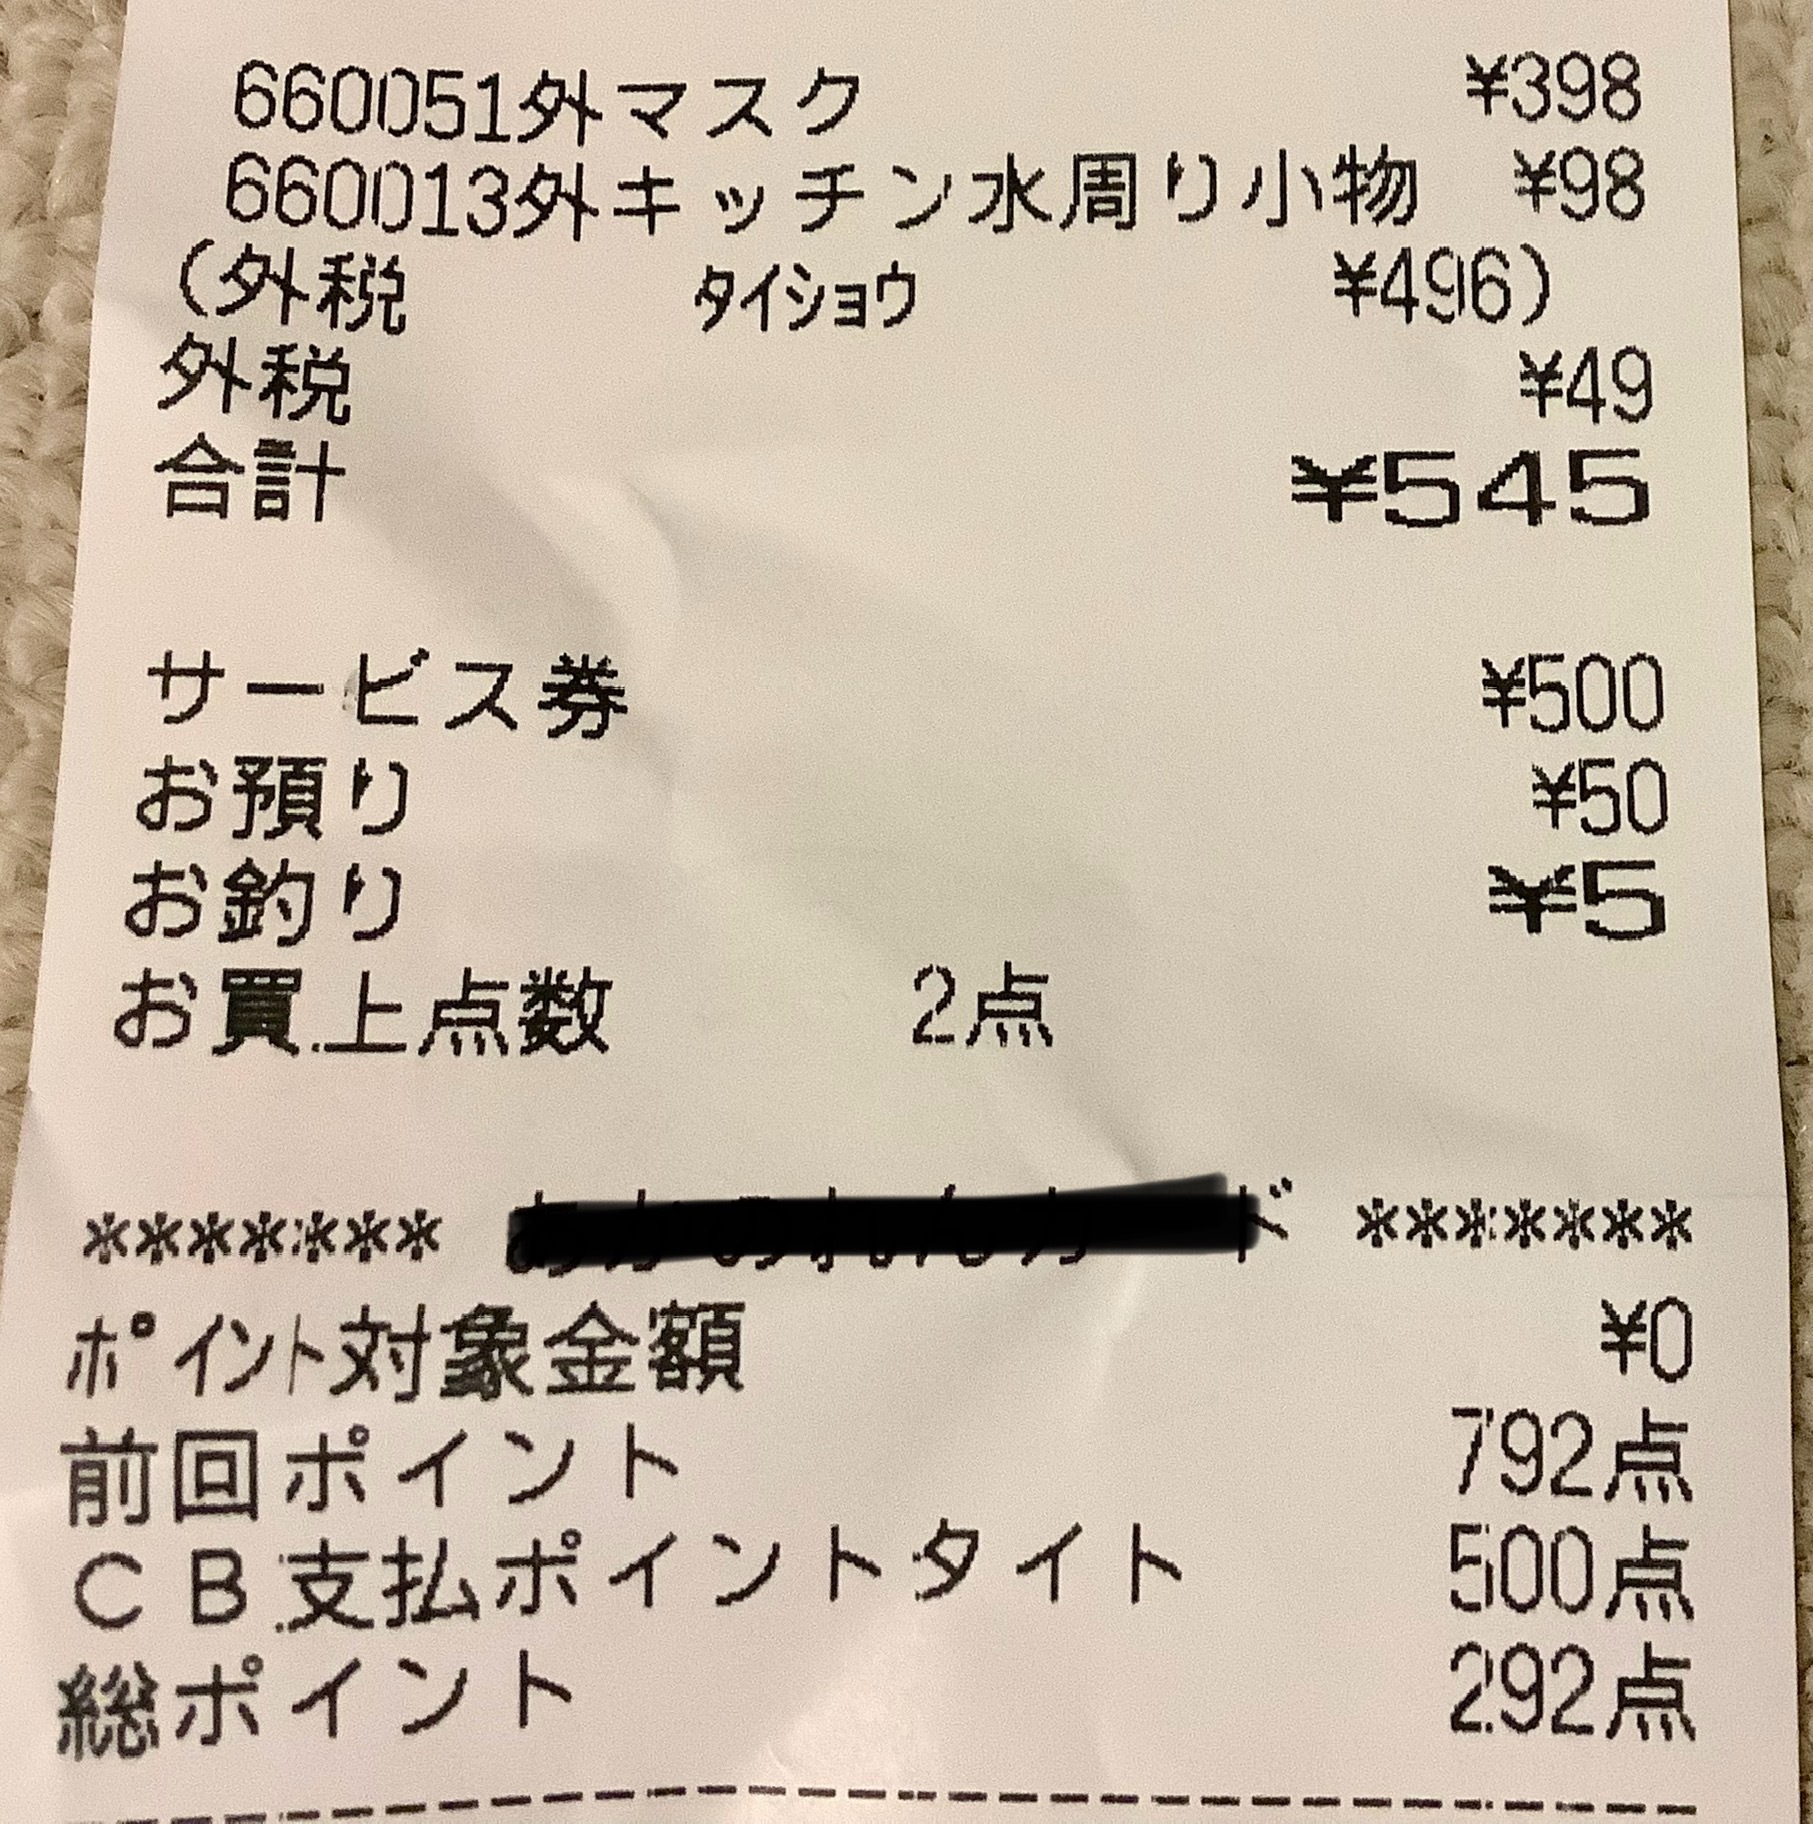 660051外マスク ¥398
660013外キッチン水周り小物 ¥98
(外税 ﾀｲｼｮｳ ¥496)
外税 ¥49
合計 ¥545
サービス券 ¥500
お預り ¥50
お釣り ¥5
お買上点数 2点
******* ド *******
ﾎﾟｲﾝﾄ対象金額 ¥0
前回ポイント 792点
CB支払ポイントタイト 500点
総ポイント 292点